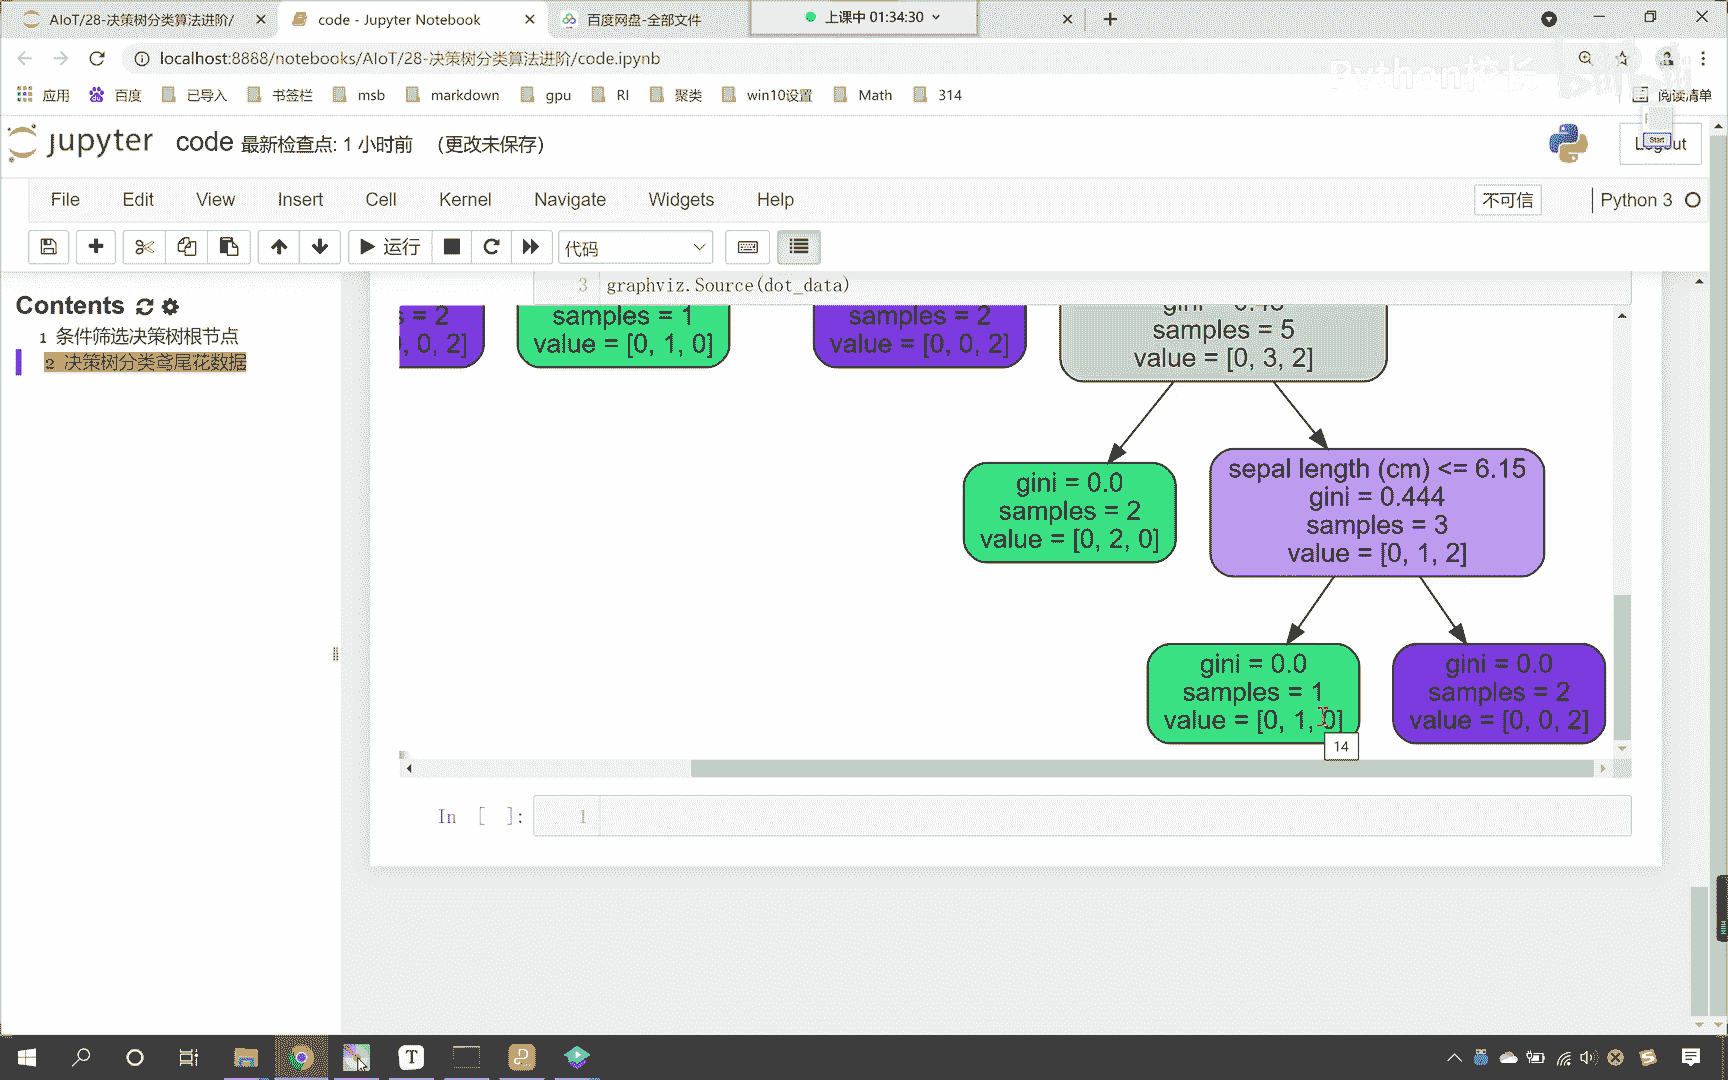 AIoT/28-决策树分类算法进阶/
code - Jupyter Notebook
百度网盘-全部文件
上课中 01:34:30
localhost:8888/notebooks/AIoT/28-决策树分类算法进阶/code.ipynb
应用 百度 已导入 书签栏 msb markdown gpu RI 聚类 win10设置 Math 314 阅读清单
jupyter code 最新检查点: 1 小时前 (更改未保存)
Start
Logout
File Edit View Insert Cell Kernel Navigate Widgets Help 不可信 Python 3
运行 代码
Contents
1 条件筛选决策树根节点
2 决策树分类鸢尾花数据
3 graphviz.Source(dot_data)
s = 2
, 0, 2]
samples = 1
value = [0, 1, 0]
samples = 2
value = [0, 0, 2]
gini = 0.48
samples = 5
value = [0, 3, 2]
gini = 0.0
samples = 2
value = [0, 2, 0]
sepal length (cm) <= 6.15
gini = 0.444
samples = 3
value = [0, 1, 2]
gini = 0.0
samples = 1
value = [0, 1, 0]
gini = 0.0
samples = 2
value = [0, 0, 2]
14
In [ ]: 1